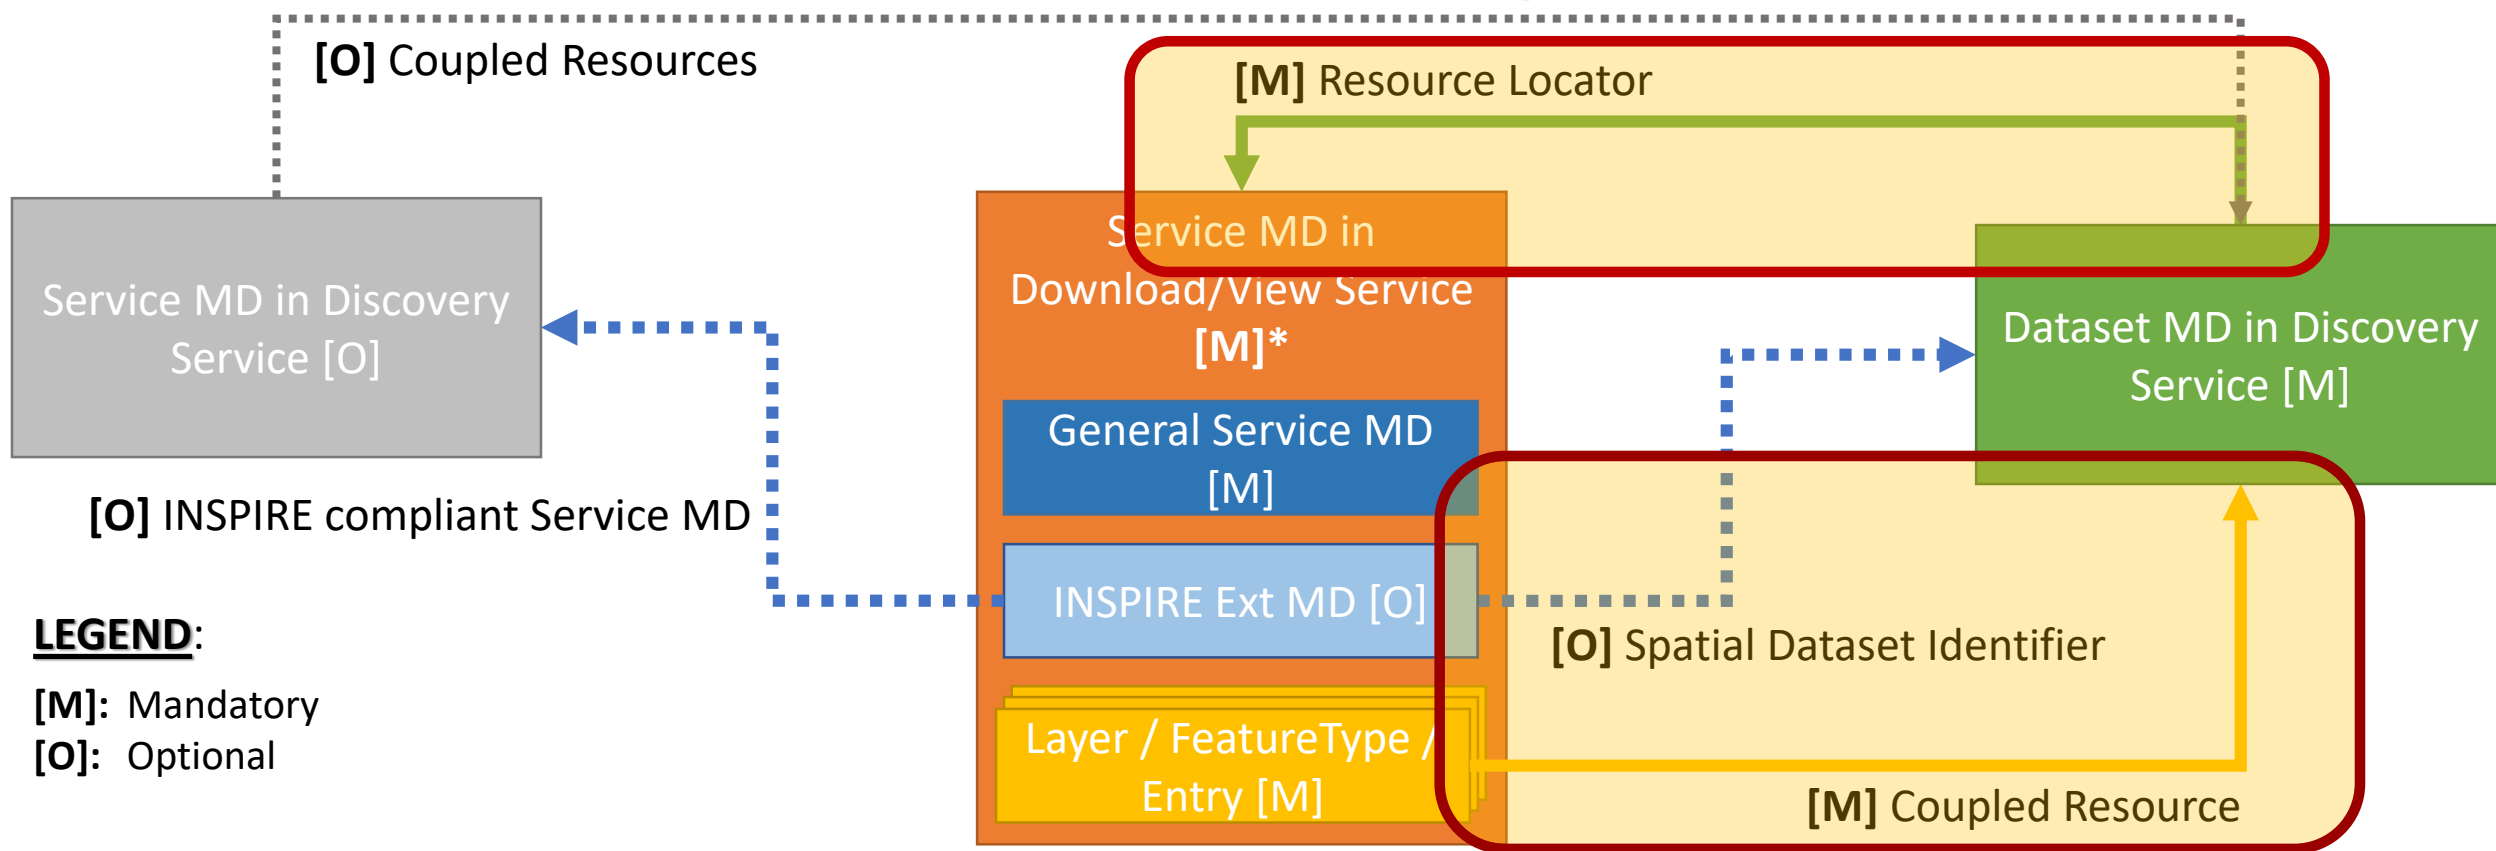 [O] Coupled Resources
[M] Resource Locator
Service MD in Discovery
Service [O]
Service MD in
Download/View Service
[M]*
General Service MD
[M]
INSPIRE Ext MD [O]
Layer / FeatureType /
Entry [M]
Dataset MD in Discovery
Service [M]
[O] INSPIRE compliant Service MD
[O] Spatial Dataset Identifier
[M] Coupled Resource
LEGEND:
[M]: Mandatory
[O]: Optional